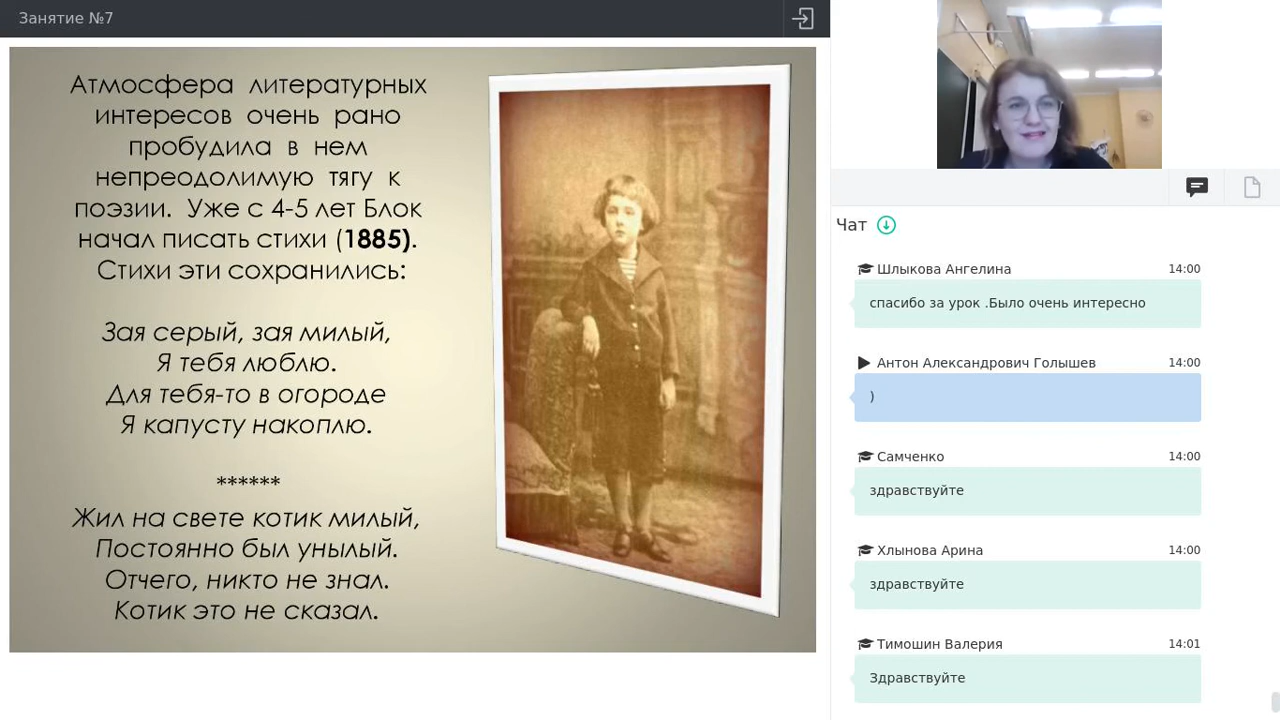 Занятие №7
Атмосфера литературных
интересов очень рано
пробудила в нем
непреодолимую тягу к
поэзии. Уже с 4-5 лет Блок
начал писать стихи (1885).
Стихи эти сохранились:
Зая серый, зая милый,
Я тебя люблю.
Для тебя-то в огороде
Я капусту накоплю.
******
Жил на свете котик милый,
Постоянно был унылый.
Отчего, никто не знал.
Котик это не сказал.
Чат
Шлыкова Ангелина 14:00
спасибо за урок .Было очень интересно
Антон Александрович Голышев 14:00
)
Самченко 14:00
здравствуйте
Хлынова Арина 14:00
здравствуйте
Тимошин Валерия 14:01
Здравствуйте